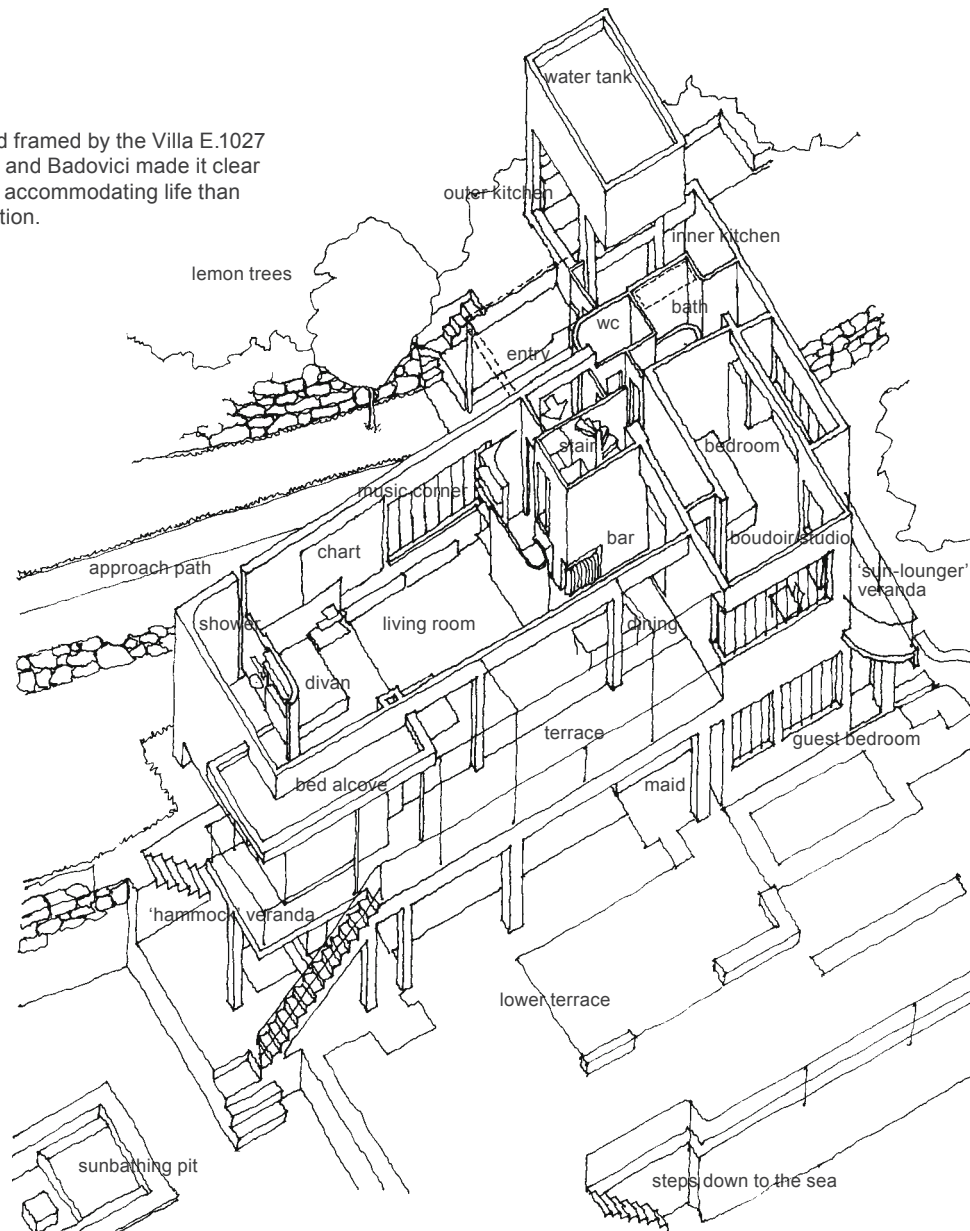 d framed by the Villa E.1027
and Badovici made it clear
accommodating life than
tion.
water tank
outer kitchen
inner kitchen
lemon trees
bath
wc
entry
stair
bedroom
music corner
bar
boudoir/studio
chart
approach path
'sun-lounger'
veranda
shower
living room
dining
divan
terrace
guest bedroom
bed alcove
maid
'hammock' veranda
lower terrace
sunbathing pit
steps down to the sea